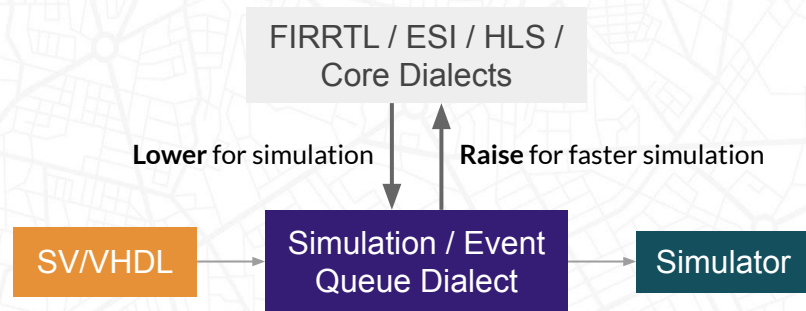 FIRRTL / ESI / HLS /
Core Dialects
Lower for simulation
Raise for faster simulation
SV/VHDL
Simulation / Event
Queue Dialect
Simulator